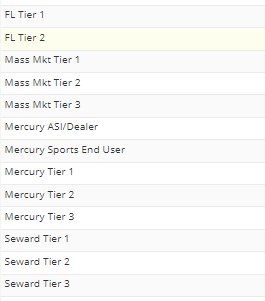 FL Tier 1
FL Tier 2
Mass Mkt Tier 1
Mass Mkt Tier 2
Mass Mkt Tier 3
Mercury ASI/Dealer
Mercury Sports End User
Mercury Tier 1
Mercury Tier 2
Mercury Tier 3
Seward Tier 1
Seward Tier 2
Seward Tier 3